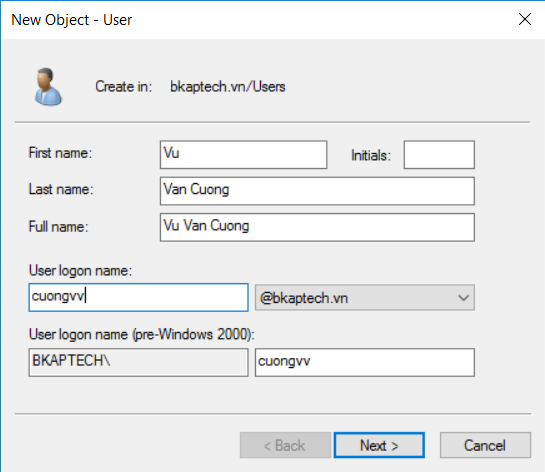 New Object - User
Create in: bkaptech.vn/Users
First name: Vu Initials:
Last name: Van Cuong
Full name: Vu Van Cuong
User logon name:
cuongvv @bkaptech.vn
User logon name (pre-Windows 2000):
BKAPTECH\ cuongvv
< Back Next > Cancel